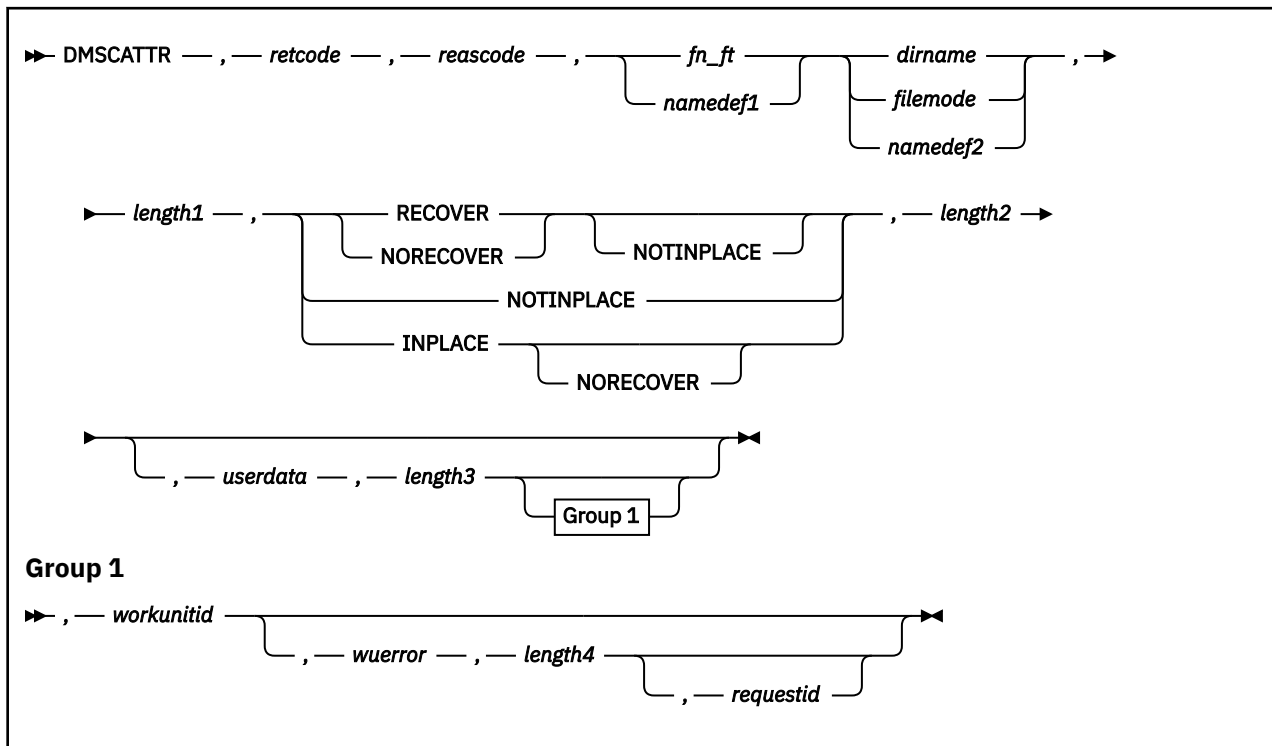 DMSCATTR , retcode , reascode , fn_ft dirname ,
namedef1 filemode
namedef2
length1 , RECOVER , length2
NORECOVER NOTINPLACE
NOTINPLACE
INPLACE
NORECOVER
, userdata , length3
Group 1
Group 1
, workunitid
, wuerror , length4
, requestid